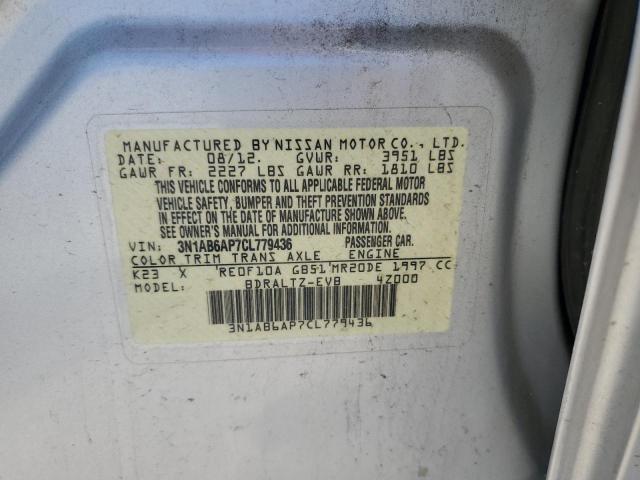 MANUFACTURED BY NISSAN MOTOR CO., LTD.
DATE: 08/12. GVWR: 3951 LBS
GAWR FR: 2227 LBS GAWR RR: 1810 LBS
THIS VEHICLE CONFORMS TO ALL APPLICABLE FEDERAL MOTOR
VEHICLE SAFETY, BUMPER AND THEFT PREVENTION STANDARDS
IN EFFECT ON THE DATE OF MANUFACTURE SHOWN ABOVE.
SEE OWNER'S MANUAL FOR ADDITIONAL INFORMATION.
VIN: 3N1AB6AP7CL779436 PASSENGER CAR.
COLOR TRIM TRANS AXLE ENGINE
K23 X RE0F10A GB51 MR20DE 1997 CC
MODEL: BDRALTZ-EVB 4Z000
3N1AB6AP7CL779436